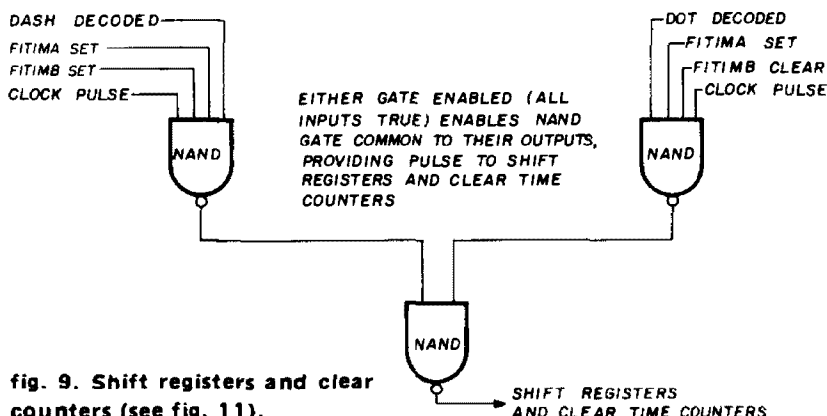 DASH DECODED
FITIMA SET
FITIMB SET
CLOCK PULSE
DOT DECODED
FITIMA SET
FITIMB CLEAR
CLOCK PULSE
EITHER GATE ENABLED (ALL
INPUTS TRUE) ENABLES NAND
GATE COMMON TO THEIR OUTPUTS,
PROVIDING PULSE TO SHIFT
REGISTERS AND CLEAR TIME
COUNTERS
NAND
NAND
NAND
fig. 9. Shift registers and clear
counters (see fig. 11).
SHIFT REGISTERS
AND CLEAR TIME COUNTERS